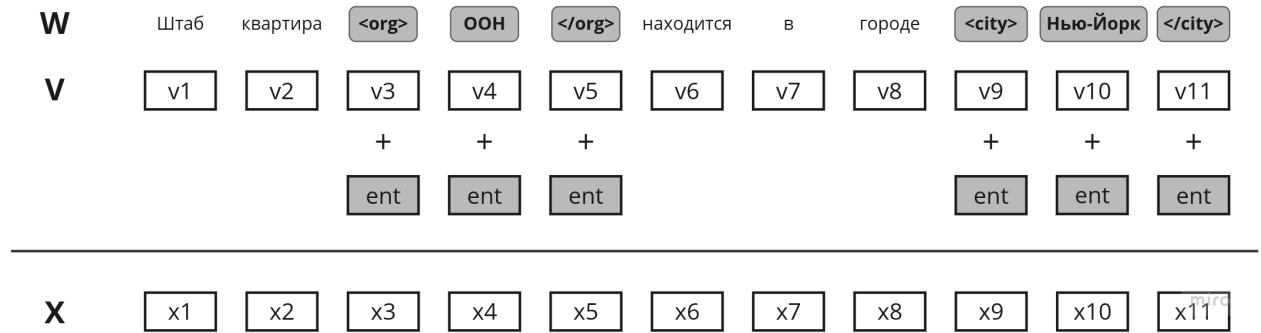 W Штаб квартира <org> ООН </org> находится в городе <city> Нью-Йорк </city>
V v1 v2 v3 v4 v5 v6 v7 v8 v9 v10 v11
+ + + + + +
ent ent ent ent ent ent
X x1 x2 x3 x4 x5 x6 x7 x8 x9 x10 x11
miro